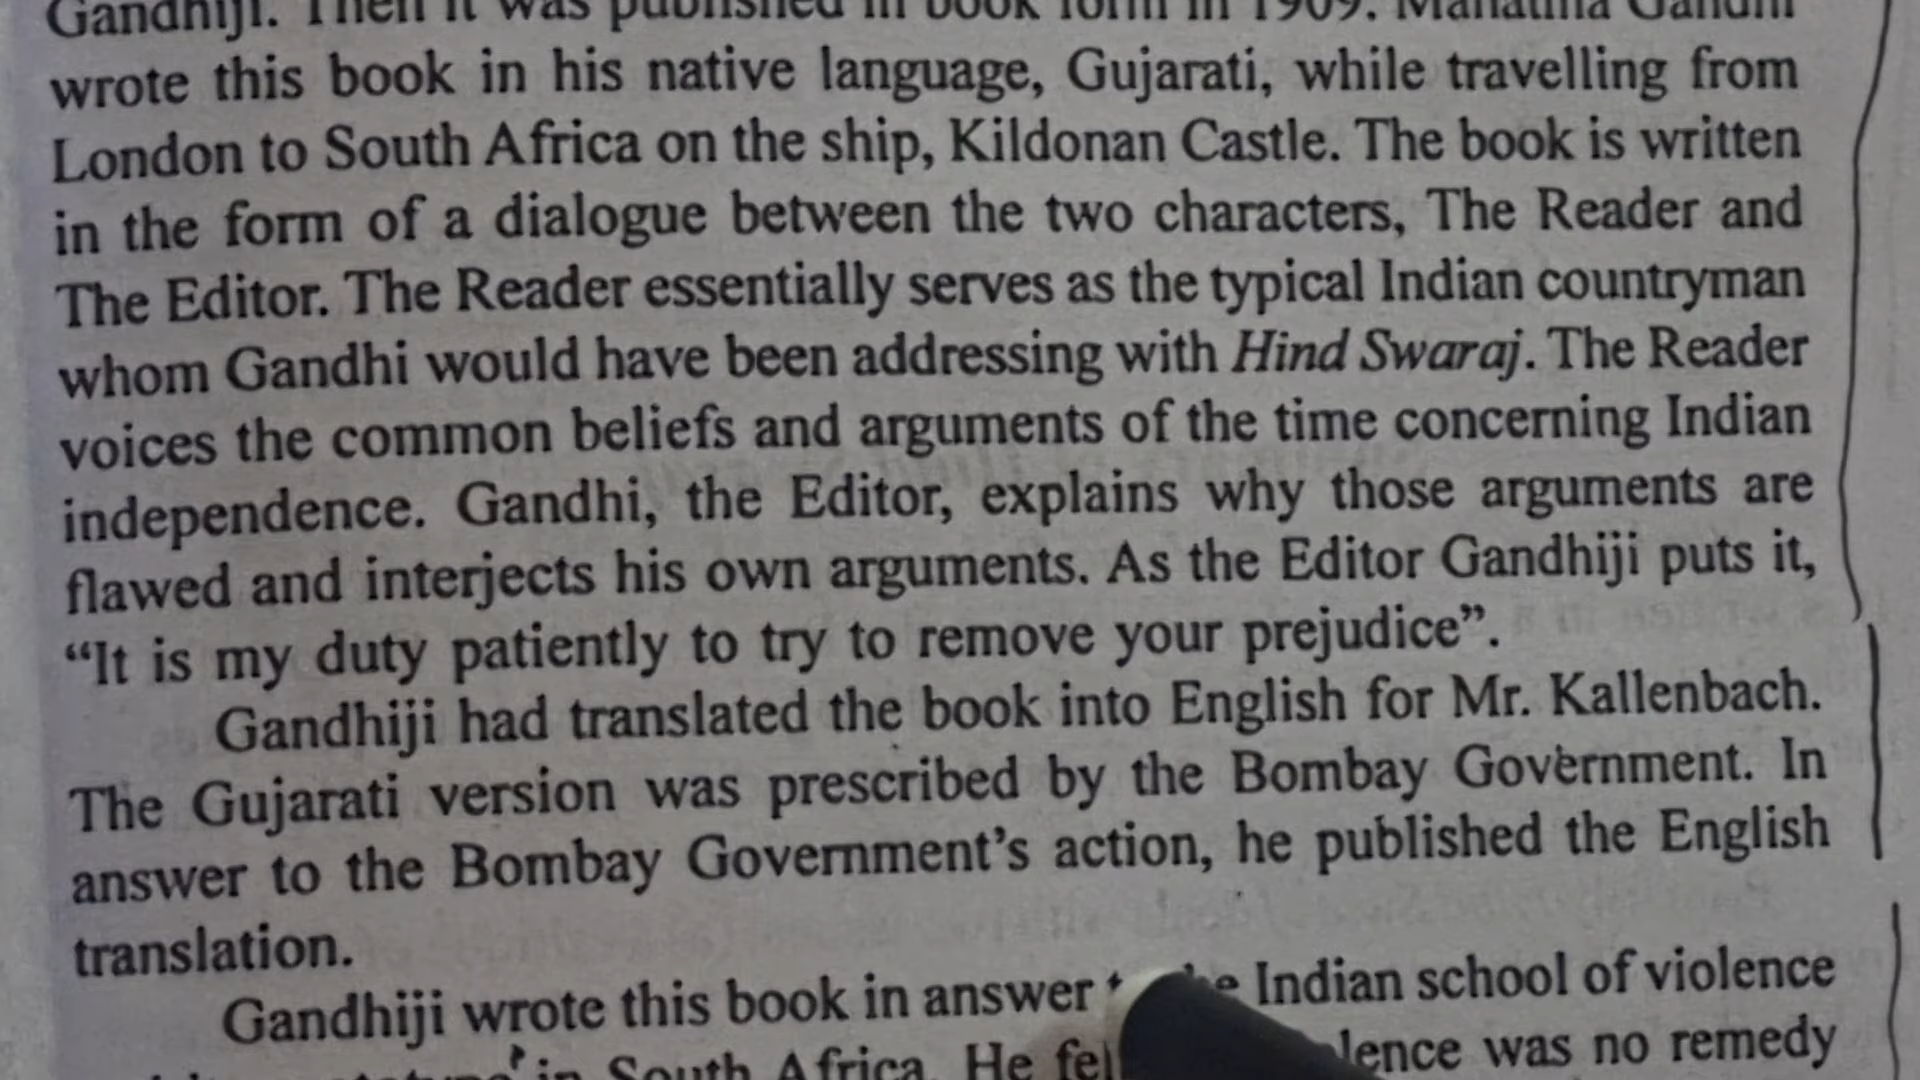 Gandhiji. Then it was published in book form in 1909. Mahatma Gandhi
wrote this book in his native language, Gujarati, while travelling from
London to South Africa on the ship, Kildonan Castle. The book is written
in the form of a dialogue between the two characters, The Reader and
The Editor. The Reader essentially serves as the typical Indian countryman
whom Gandhi would have been addressing with Hind Swaraj. The Reader
voices the common beliefs and arguments of the time concerning Indian
independence. Gandhi, the Editor, explains why those arguments are
flawed and interjects his own arguments. As the Editor Gandhiji puts it,
“It is my duty patiently to try to remove your prejudice”.
Gandhiji had translated the book into English for Mr. Kallenbach.
The Gujarati version was prescribed by the Bombay Government. In
answer to the Bombay Government’s action, he published the English
translation.
Gandhiji wrote this book in answer Indian school of violence
in South Africa. He was no remedy